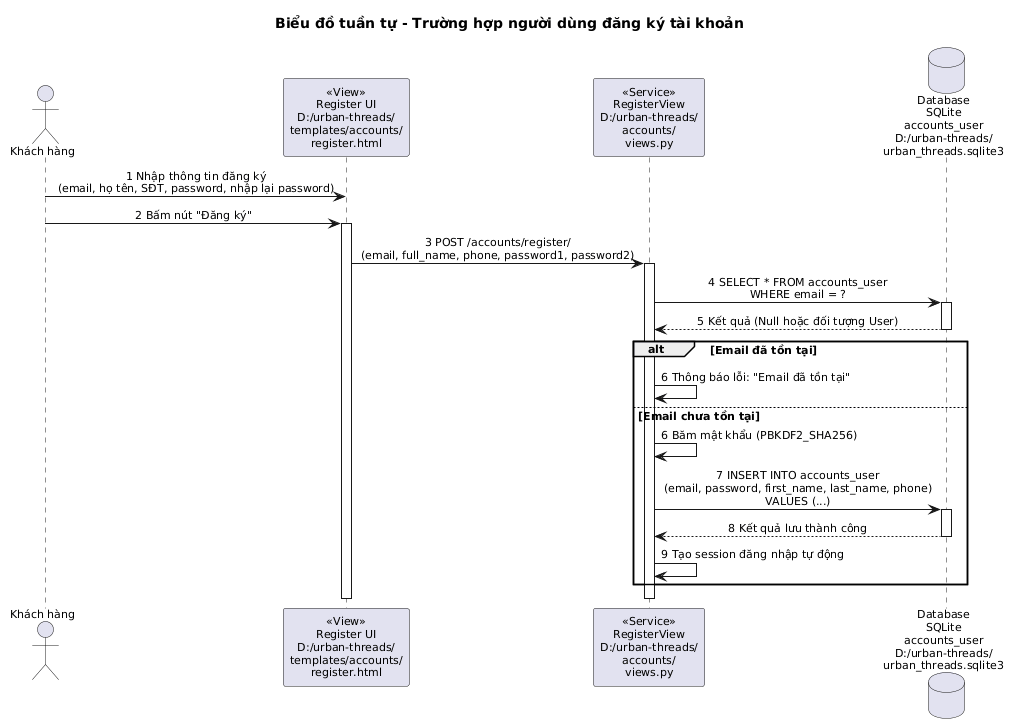 Biểu đồ tuần tự - Trường hợp người dùng đăng ký tài khoản
Khách hàng
«View»
Register UI
D:/urban-threads/
templates/accounts/
register.html
«Service»
RegisterView
D:/urban-threads/
accounts/
views.py
Database
SQLite
accounts_user
D:/urban-threads/
urban_threads.sqlite3
1 Nhập thông tin đăng ký
(email, họ tên, SĐT, password, nhập lại password)
2 Bấm nút "Đăng ký"
3 POST /accounts/register/
(email, full_name, phone, password1, password2)
4 SELECT * FROM accounts_user
WHERE email = ?
5 Kết quả (Null hoặc đối tượng User)
alt [Email đã tồn tại]
6 Thông báo lỗi: "Email đã tồn tại"
[Email chưa tồn tại]
6 Băm mật khẩu (PBKDF2_SHA256)
7 INSERT INTO accounts_user
(email, password, first_name, last_name, phone)
VALUES (...)
8 Kết quả lưu thành công
9 Tạo session đăng nhập tự động
Khách hàng
«View»
Register UI
D:/urban-threads/
templates/accounts/
register.html
«Service»
RegisterView
D:/urban-threads/
accounts/
views.py
Database
SQLite
accounts_user
D:/urban-threads/
urban_threads.sqlite3